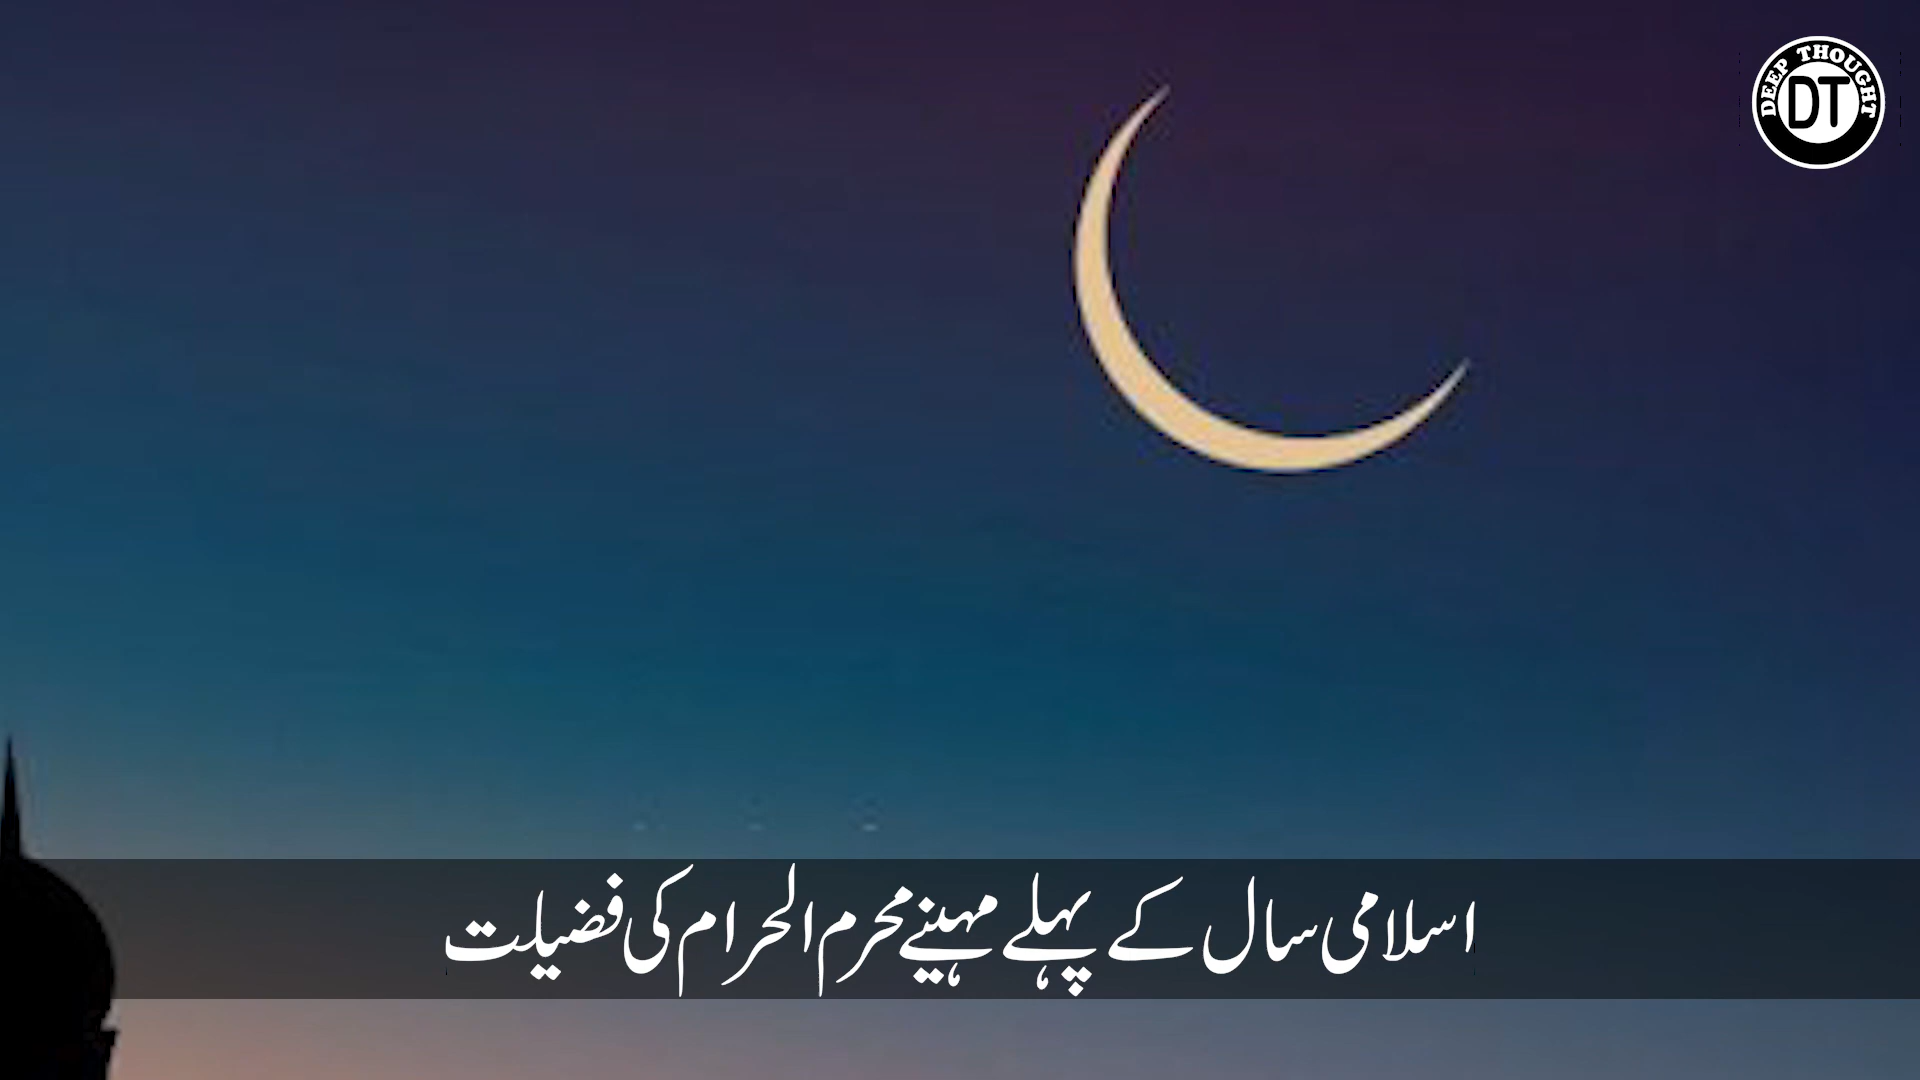 DEEP THOUGHT
DT
اسلامی سال کے پہلے مہینے محرم الحرام کی فضیلت